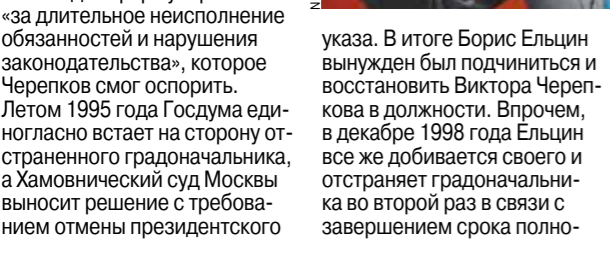 «за длительное неисполнение
обязанностей и нарушения
законодательства», которое
Черепков смог оспорить.
Летом 1995 года Госдума еди-
ногласно встает на сторону от-
страненного градоначальника,
а Хамовнический суд Москвы
выносит решение с требова-
нием отмены президентского
указа. В итоге Борис Ельцин
вынужден был подчиниться и
восстановить Виктора Череп-
кова в должности. Впрочем,
в декабре 1998 года Ельцин
все же добивается своего и
отстраняет градоначальни-
ка во второй раз в связи с
завершением срока полно-